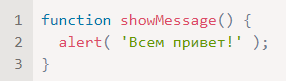 1 function showMessage() {
2   alert( 'Всем привет!' );
3 }